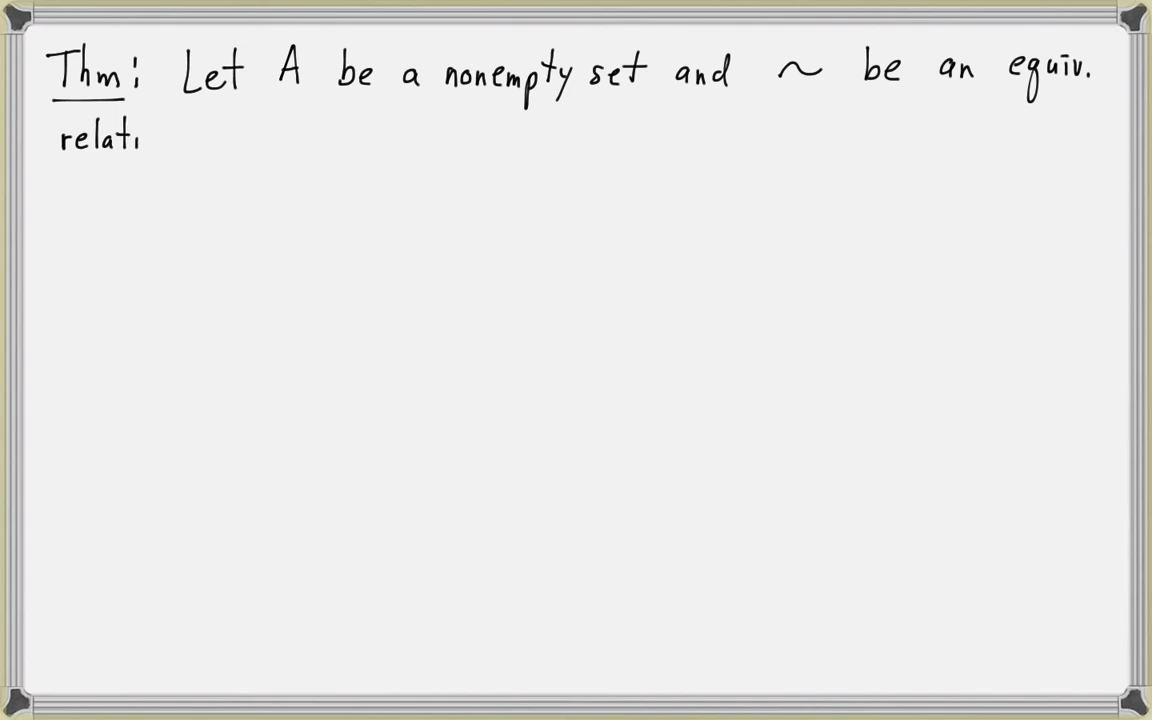 Thm: Let A be a nonempty set and ~ be an equiv.
relati